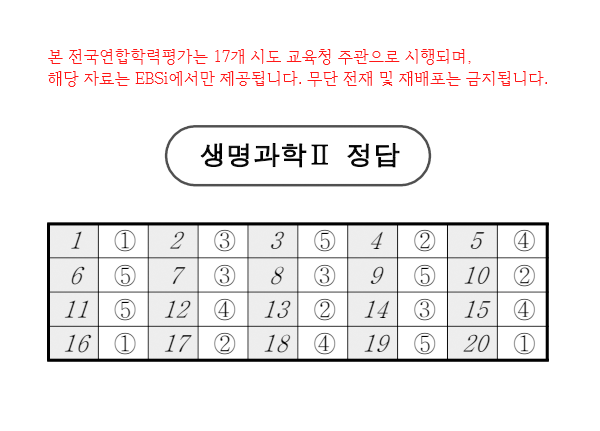 본 전국연합학력평가는 17개 시도 교육청 주관으로 시행되며,
해당 자료는 EBSi에서만 제공됩니다. 무단 전재 및 재배포는 금지됩니다.
생명과학Ⅱ 정답
1 ① 2 ③ 3 ⑤ 4 ② 5 ④
6 ⑤ 7 ③ 8 ③ 9 ⑤ 10 ②
11 ⑤ 12 ④ 13 ② 14 ③ 15 ④
16 ① 17 ② 18 ④ 19 ⑤ 20 ①